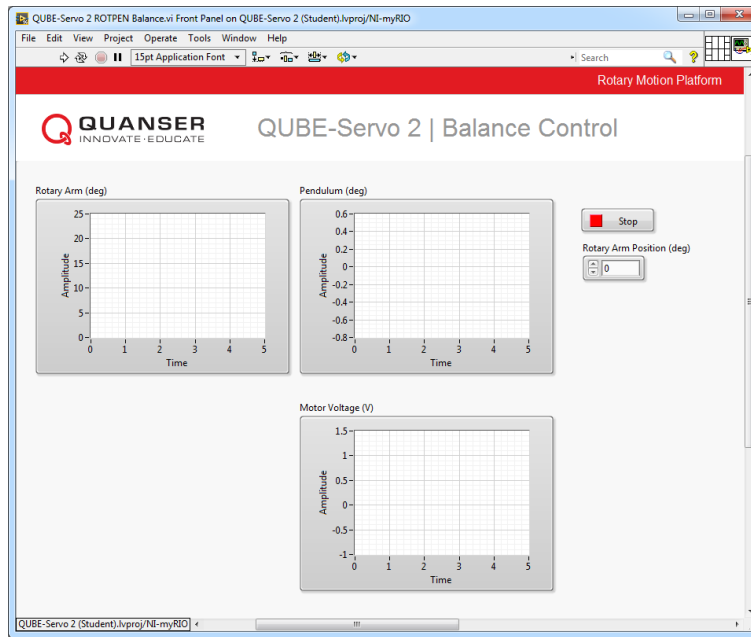 QUBE-Servo 2 ROTPEN Balance.vi Front Panel on QUBE-Servo 2 (Student).lvproj/NI-myRIO
File Edit View Project Operate Tools Window Help
15pt Application Font Search ?
Rotary Motion Platform
QUANSER
INNOVATE·EDUCATE
QUBE-Servo 2 | Balance Control
Rotary Arm (deg)
25
20
15
10
5
0
Amplitude
0 1 2 3 4 5
Time
Pendulum (deg)
0.6
0.4
0.2
0
-0.2
-0.4
-0.6
-0.8
Amplitude
0 1 2 3 4 5
Time
Stop
Rotary Arm Position (deg)
0
Motor Voltage (V)
1.5
1
0.5
0
-0.5
-1
Amplitude
0 1 2 3 4 5
Time
QUBE-Servo 2 (Student).lvproj/NI-myRIO